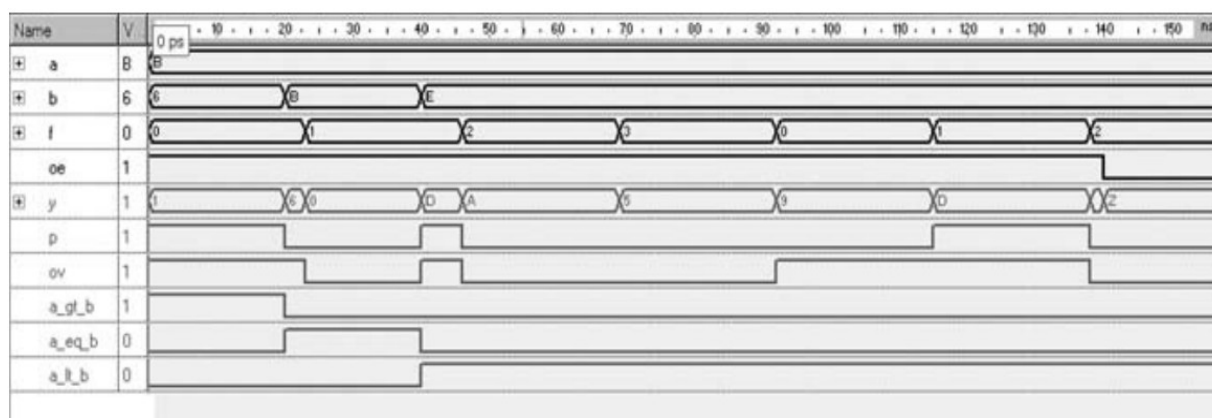 Name V 0 ps 10 20 30 40 50 60 70 80 90 100 110 120 130 140 150 ns
a B B
b 6 6 B E
f 0 0 1 2 3 0 1 2
oe 1
y 1 1 6 0 D A 5 9 D Z
p 1
ov 1
a_gt_b 1
a_eq_b 0
a_lt_b 0